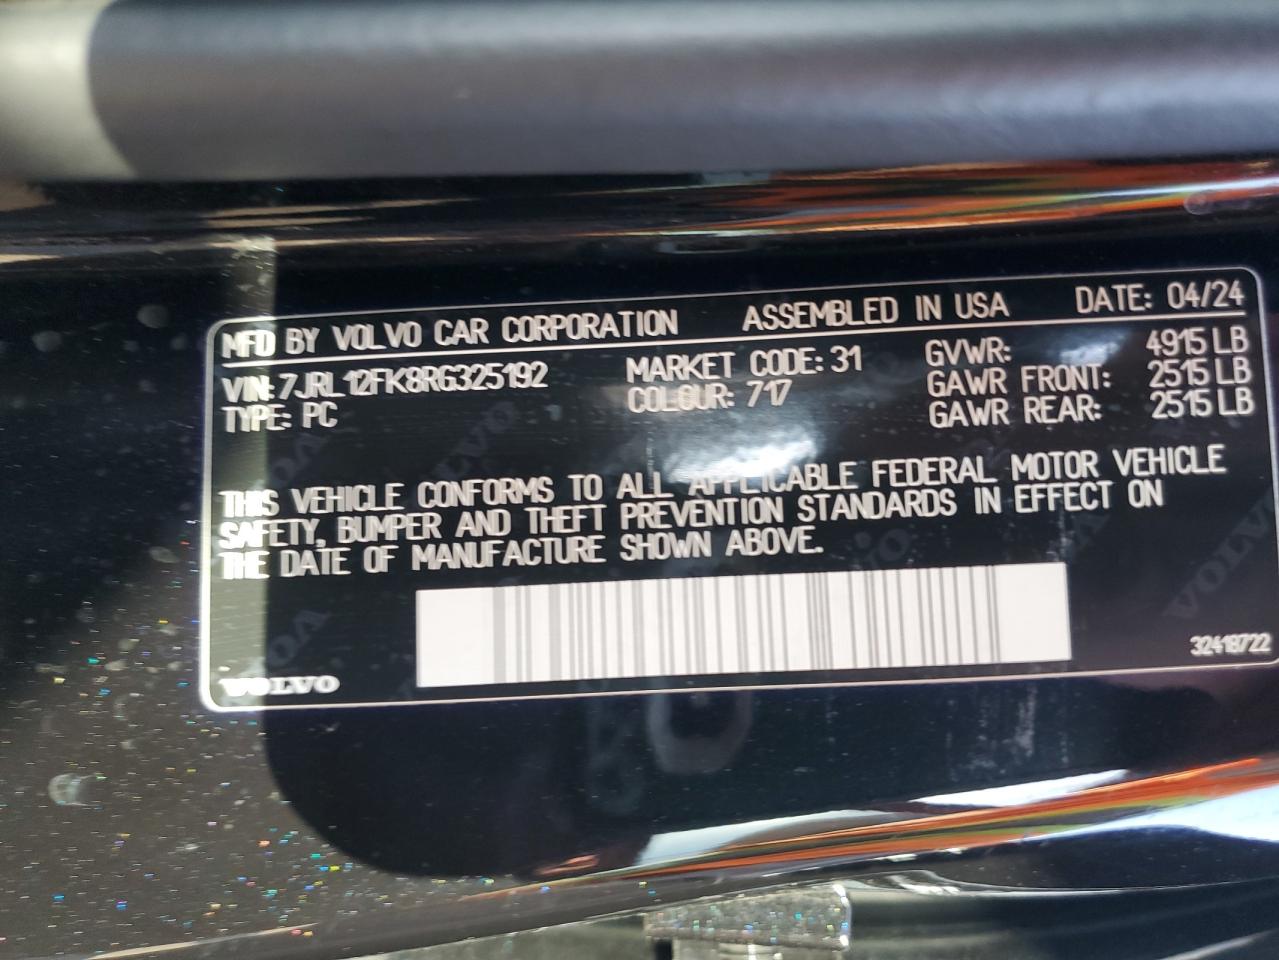 MFD BY VOLVO CAR CORPORATION ASSEMBLED IN USA DATE: 04/24
VIN: 7JRL12FK8RG325192 MARKET CODE: 31 GVWR: 4915 LB
TYPE: PC COLOUR: 717 GAWR FRONT: 2515 LB
GAWR REAR: 2515 LB
THIS VEHICLE CONFORMS TO ALL APPLICABLE FEDERAL MOTOR VEHICLE
SAFETY, BUMPER AND THEFT PREVENTION STANDARDS IN EFFECT ON
THE DATE OF MANUFACTURE SHOWN ABOVE.
VOLVO 32418722